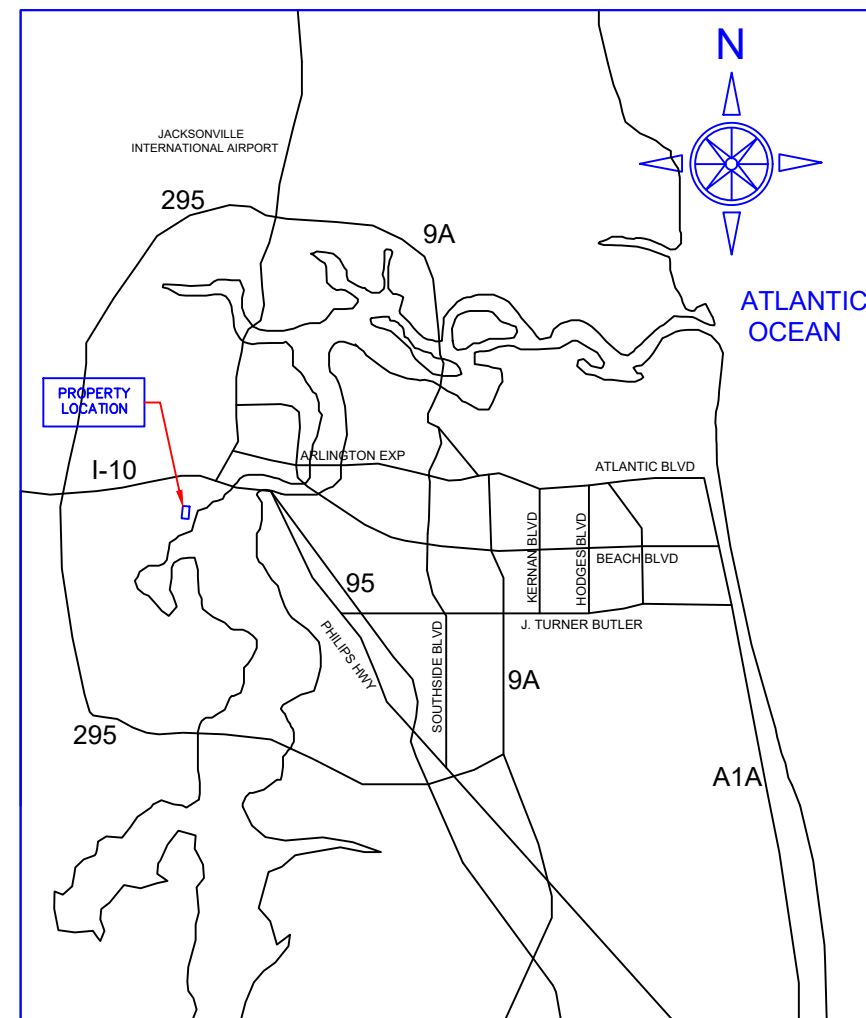 N
JACKSONVILLE
INTERNATIONAL AIRPORT
295
9A
ATLANTIC
OCEAN
PROPERTY
LOCATION
ARLINGTON EXP
I-10
ATLANTIC BLVD
KERNAN BLVD
HODGES BLVD
BEACH BLVD
95
J. TURNER BUTLER
PHILIPS HWY
SOUTHSIDE BLVD
9A
295
A1A